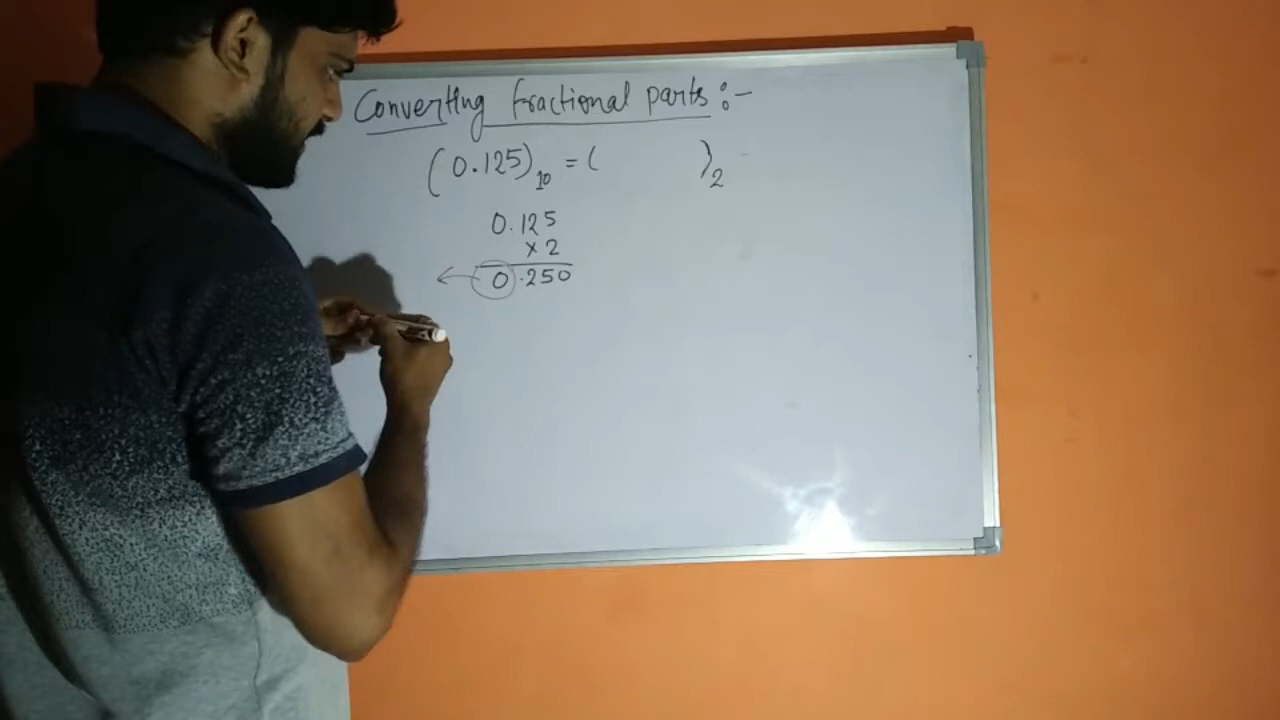 Converting fractional parts :-
(0.125)10 = ( )2
0.125
x 2
0.250